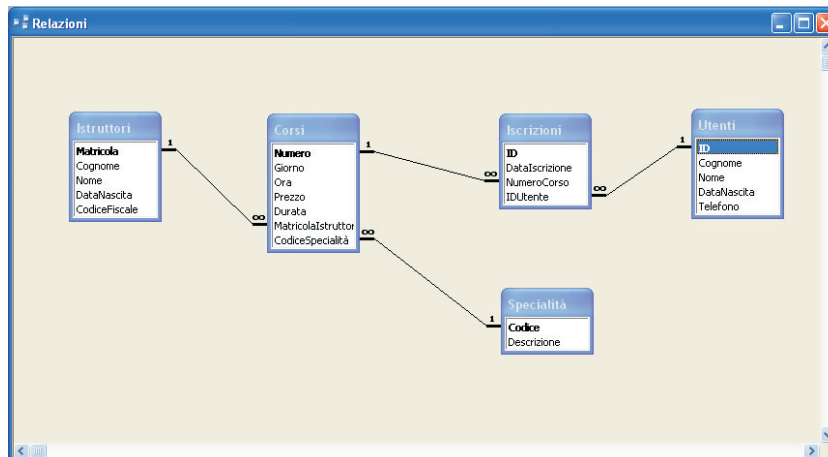 Relazioni
Istruttori
Matricola
Cognome
Nome
DataNascita
CodiceFiscale
1
∞
Corsi
Numero
Giorno
Ora
Prezzo
Durata
MatricolaIstruttor
CodiceSpecialità
1
∞
∞
1
Iscrizioni
ID
DataIscrizione
NumeroCorso
IDUtente
∞
1
Utenti
ID
Cognome
Nome
DataNascita
Telefono
Specialità
Codice
Descrizione